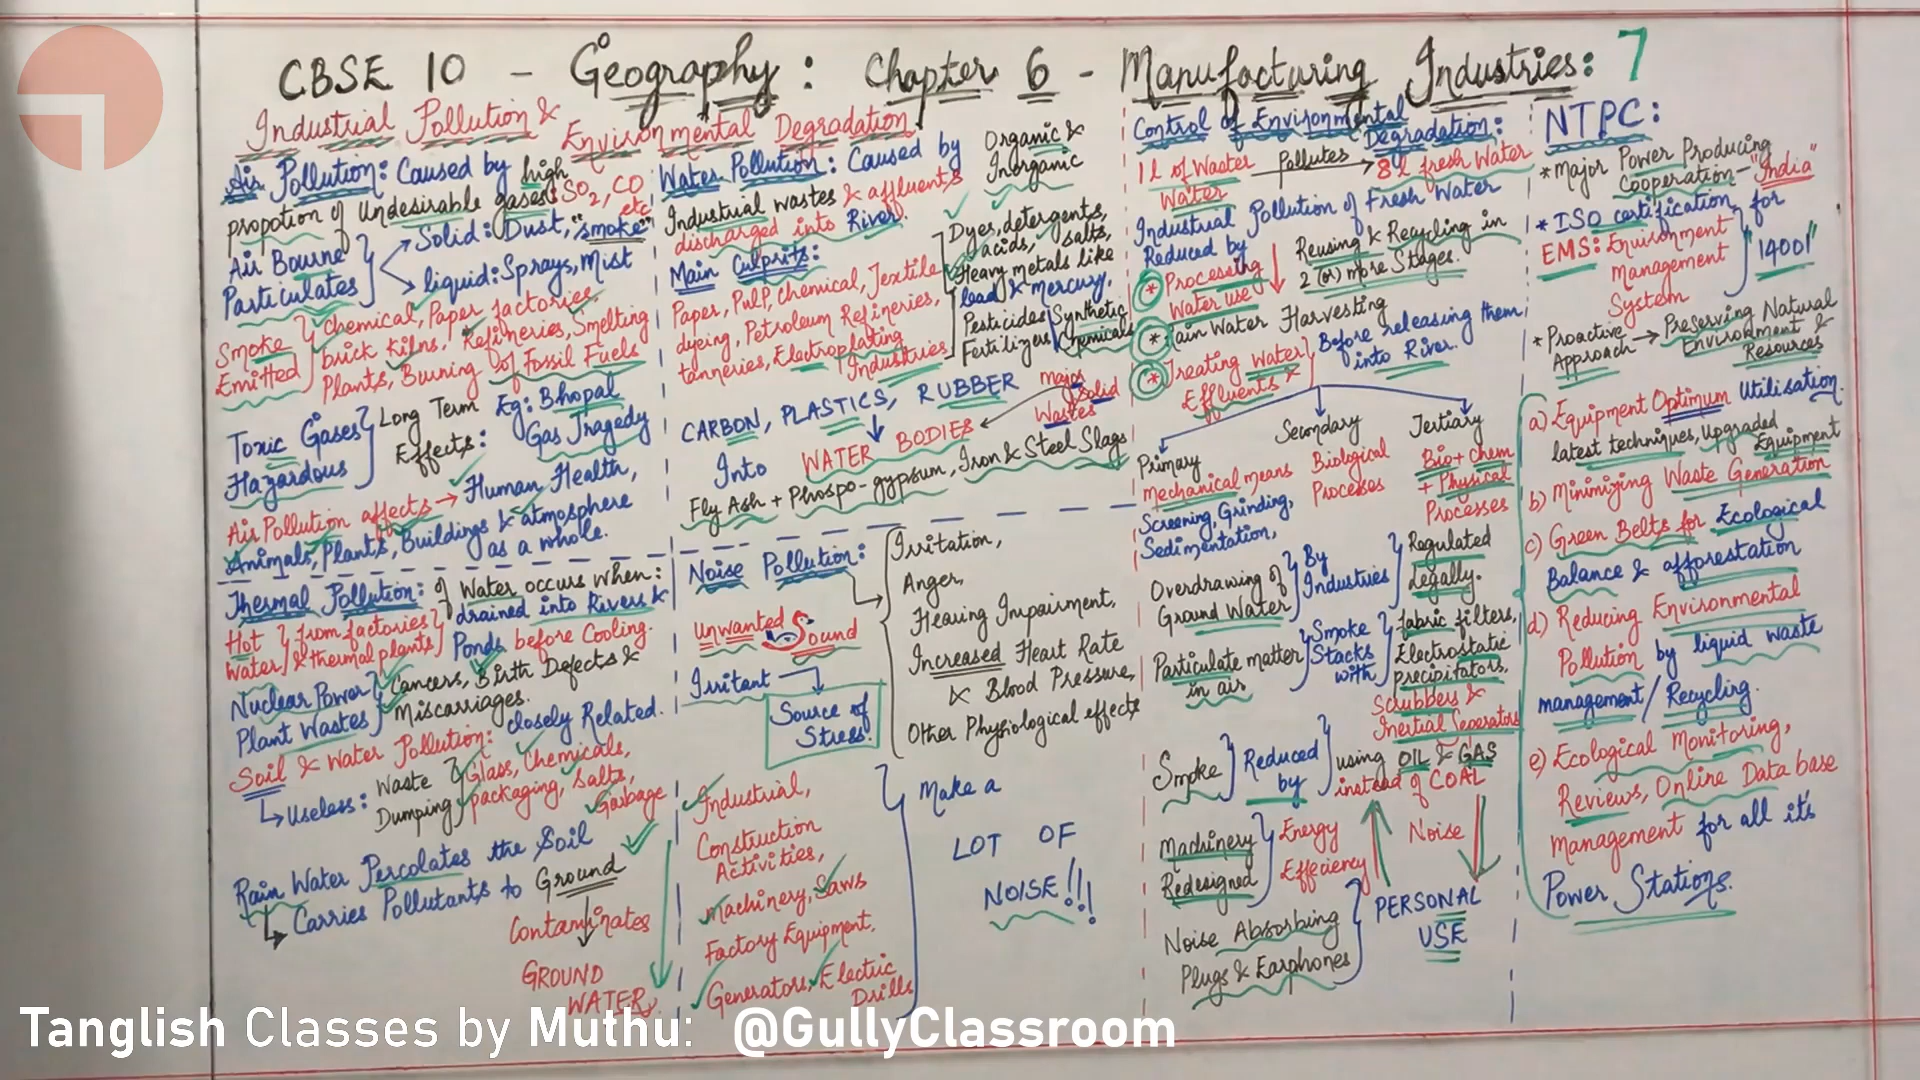 CBSE 10 - Geography: Chapter 6 - Manufacturing Industries: 7
Industrial Pollution &
Environmental Degradation
Air Pollution: Caused by high
propotion of undesirable gases: SO2, CO
etc
Air Bourne
Particulates
Solid: Dust, "smoke"
liquid: Sprays, Mist
Smoke
Emitted
Chemical, Paper factories,
brick kilns, Refineries, Smelting
Plants, Burning of Fossil Fuels
Toxic Gases
Hazardous
Long Term
Effects:
Eg: Bhopal
Gas Tragedy
Air Pollution affects → Human Health,
Animals, Plants, Buildings & atmosphere
as a whole.
Thermal Pollution: of Water occurs when:
Hot
Water
from factories
& thermal plants
drained into Rivers &
Ponds before Cooling.
Nuclear Power
Plant Wastes
Cancers, Birth Defects &
Miscarriages.
Soil & Water Pollution: closely Related.
Useless: Waste
Dumping
Glass, Chemicals,
packaging, Salts,
Garbage
Rain Water Percolates the Soil
Carries Pollutants to Ground
Contaminates
GROUND
WATER
Water Pollution: Caused by
Organic &
Inorganic
Industrial wastes & affluents
discharged into River.
Main Culprits:
Paper, Pulp, Chemical, Textile
dyeing, Petroleum Refineries,
tanneries, Electroplating
Industries
Dyes, detergents,
acids, salts,
Heavy metals like
lead & mercury,
Pesticides
Fertilizers
Synthetic
Chemicals
CARBON, PLASTICS, RUBBER
major
Solid
Wastes
Into WATER BODIES
Fly Ash + Phospo-gypsum, Iron & Steel Slags
Noise Pollution:
Unwanted Sound
Irritant
Source of
Stress.
Irritation,
Anger,
Hearing Impairment,
Increased Heart Rate
& Blood Pressure,
Other Physiological effects
Industrial,
Construction
Activities,
Machinery, Saws
Factory Equipment,
Generators, Electric
Drills
Make a
LOT OF
NOISE!!!
Control of Environmental
Degradation:
1l of Waster
Water
Pollutes → 8l fresh Water
Industrial Pollution of Fresh Water
Reduced by
* Processing
Water use
Reusing & Recycling in
2 (or) more Stages.
* Rain Water Harvesting
* Treating Water
Effluents &
Before releasing them
into River.
Primary
Mechanical means
Screening, Grinding,
Sedimentation,
Secondary
Biological
Processes
Tertiary
Bio + Chem
+ Physical
Processes
Overdrawing of
Ground Water
By
Industries
Regulated
Legally.
Particulate matter
in air
Smoke
Stacks
with
fabric filters,
Electrostatic
precipitators,
Scrubbers &
Inertial Seperators
Smoke
Reduced
by
using OIL & GAS
instead of COAL
Machinery
Redesigned
Energy
Effeciency
Noise
Noise Absorbing
Plugs & Earphones
PERSONAL
USE
NTPC:
* Major Power Producing
Cooperation - "India"
* ISO certification for
EMS: Environment
Management
System
"14001"
* Proactive
Approach → Preserving Natural
Environment &
Resources
a) Equipment Optimum Utilisation.
latest techniques, upgraded
Equipment
b) Minimizing Waste Generation
c) Green Belts for Ecological
Balance & afforestation
d) Reducing Environmental
Pollution by liquid waste
management / Recycling.
e) Ecological Monitoring,
Reviews, Online Data base
management for all it's
Power Stations.
Tanglish Classes by Muthu: @GullyClassroom